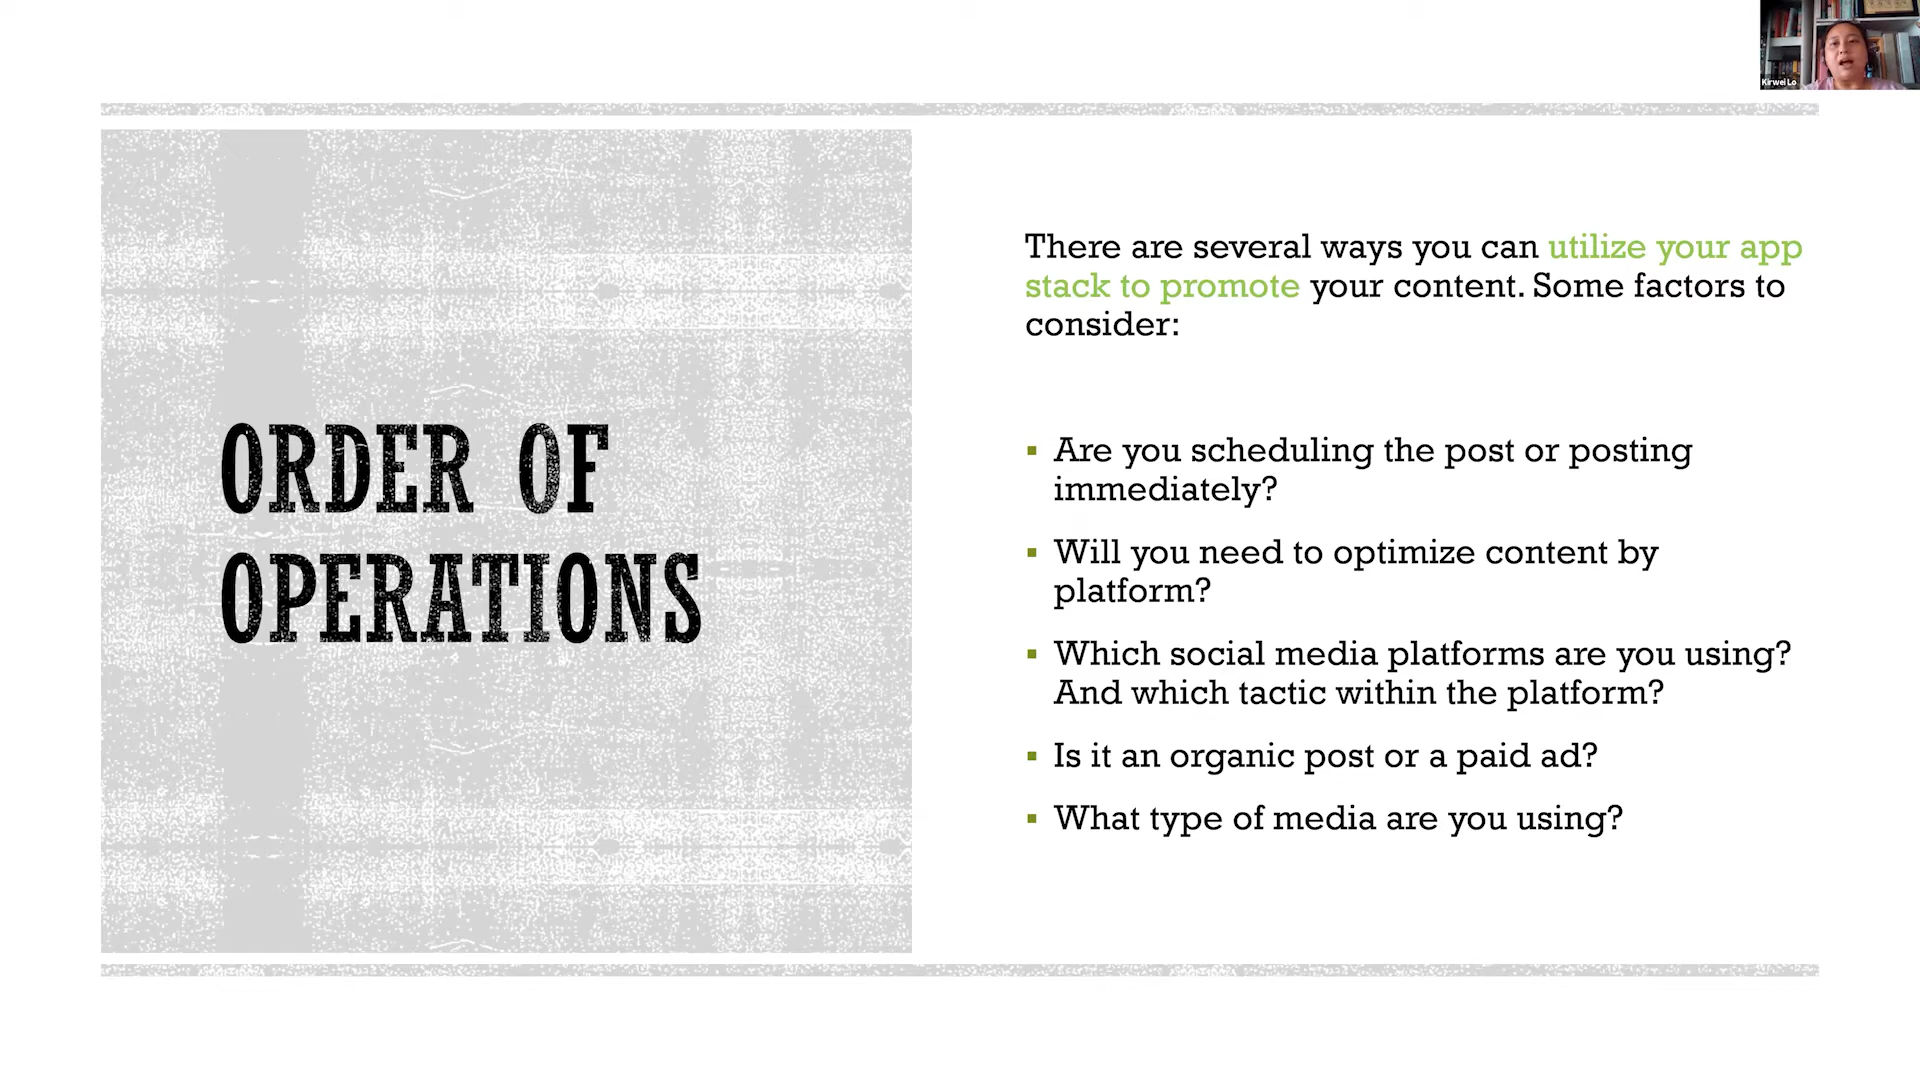 Kirwei Lo
ORDER OF
OPERATIONS
There are several ways you can utilize your app
stack to promote your content. Some factors to
consider:
▪ Are you scheduling the post or posting
immediately?
▪ Will you need to optimize content by
platform?
▪ Which social media platforms are you using?
And which tactic within the platform?
▪ Is it an organic post or a paid ad?
▪ What type of media are you using?